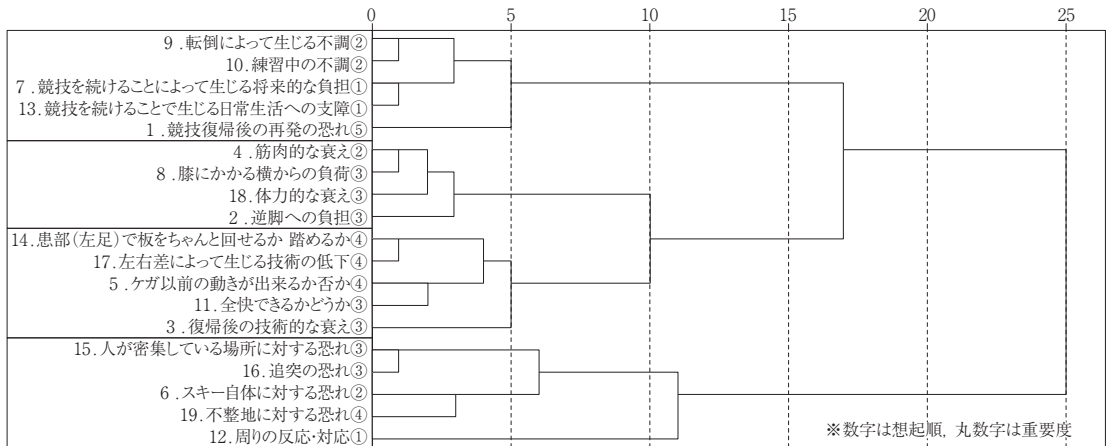 0 5 10 15 20 25
9 .転倒によって生じる不調②
10.練習中の不調②
7 .競技を続けることによって生じる将来的な負担①
13.競技を続けることで生じる日常生活への支障①
1 .競技復帰後の再発の恐れ⑤
4 .筋肉的な衰え②
8 .膝にかかる横からの負荷③
18.体力的な衰え③
2 .逆脚への負担③
14.患部(左足)で板をちゃんと回せるか 踏めるか④
17.左右差によって生じる技術の低下④
5 .ケガ以前の動きが出来るか否か④
11.全快できるかどうか③
3 .復帰後の技術的な衰え③
15.人が密集している場所に対する恐れ③
16.追突の恐れ③
6 .スキー自体に対する恐れ②
19.不整地に対する恐れ④
12.周りの反応・対応①
※数字は想起順, 丸数字は重要度